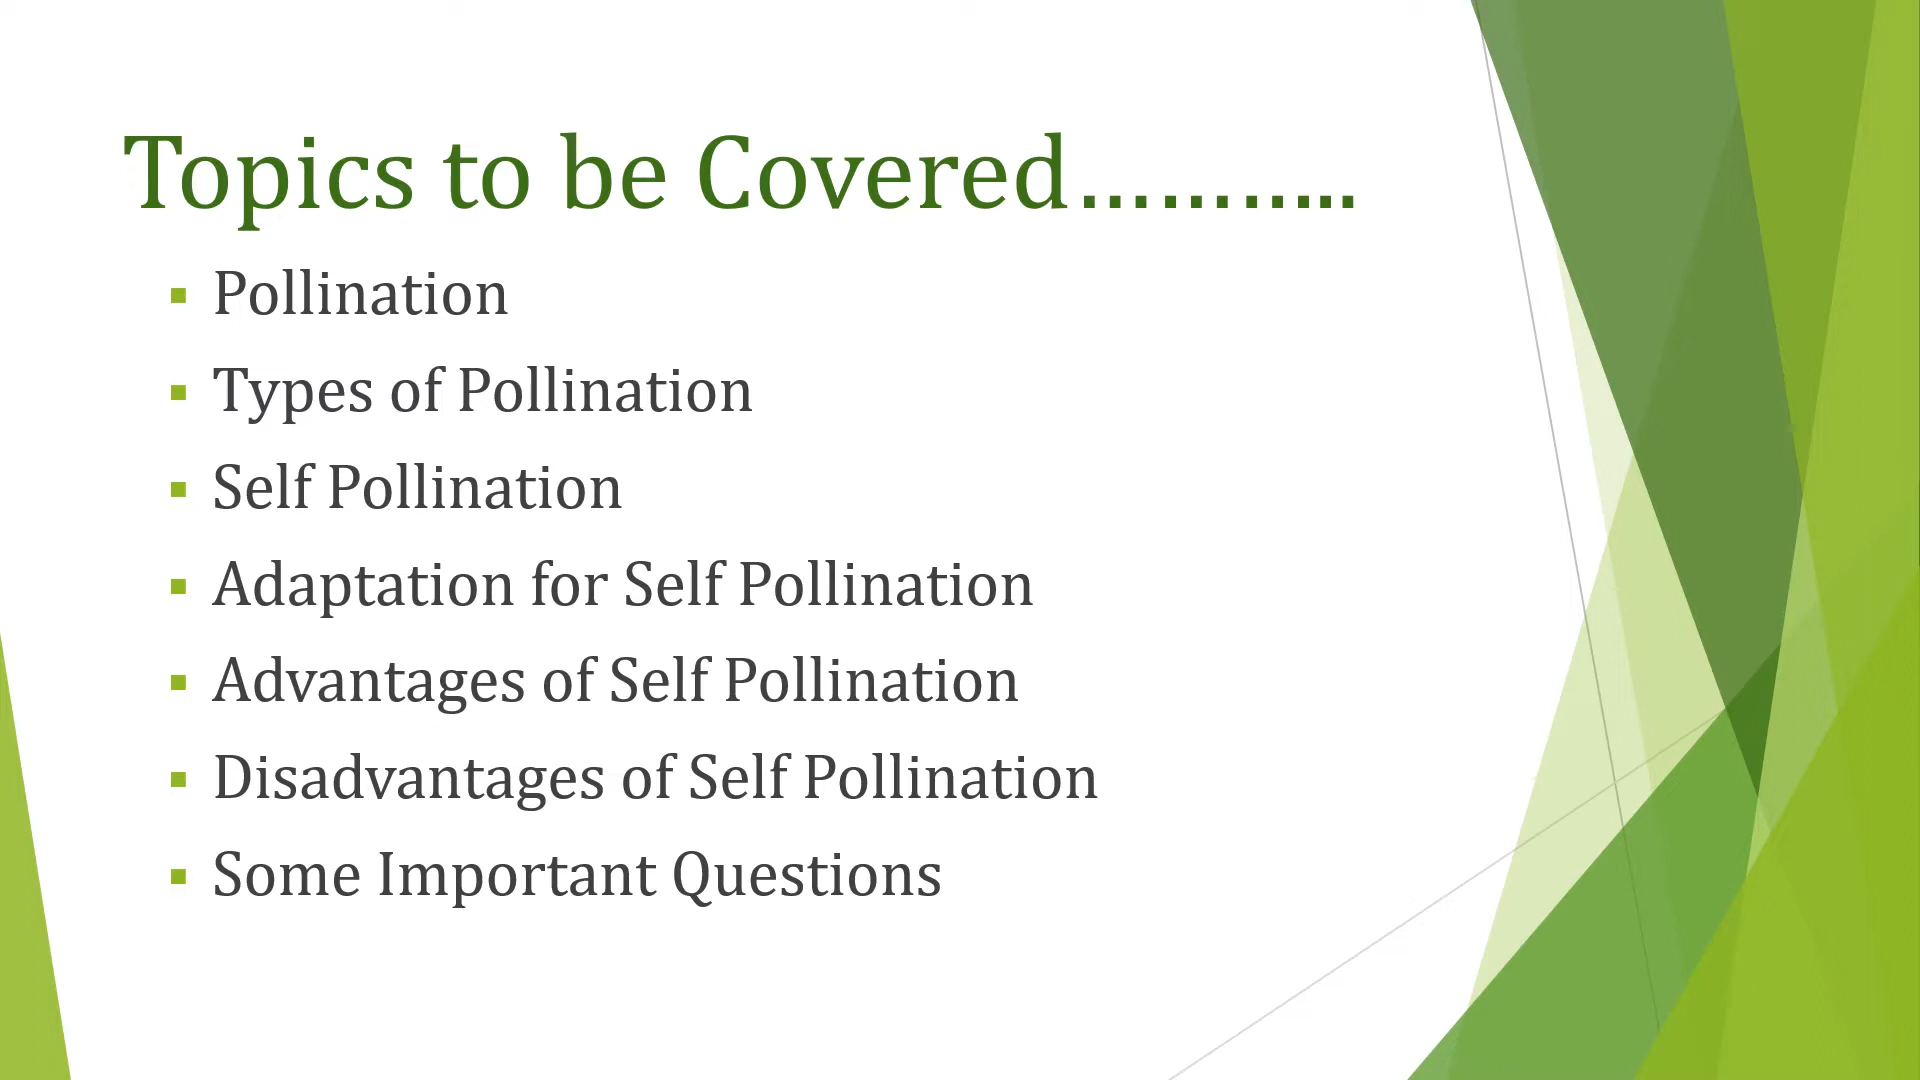 Topics to be Covered………..
Pollination
Types of Pollination
Self Pollination
Adaptation for Self Pollination
Advantages of Self Pollination
Disadvantages of Self Pollination
Some Important Questions